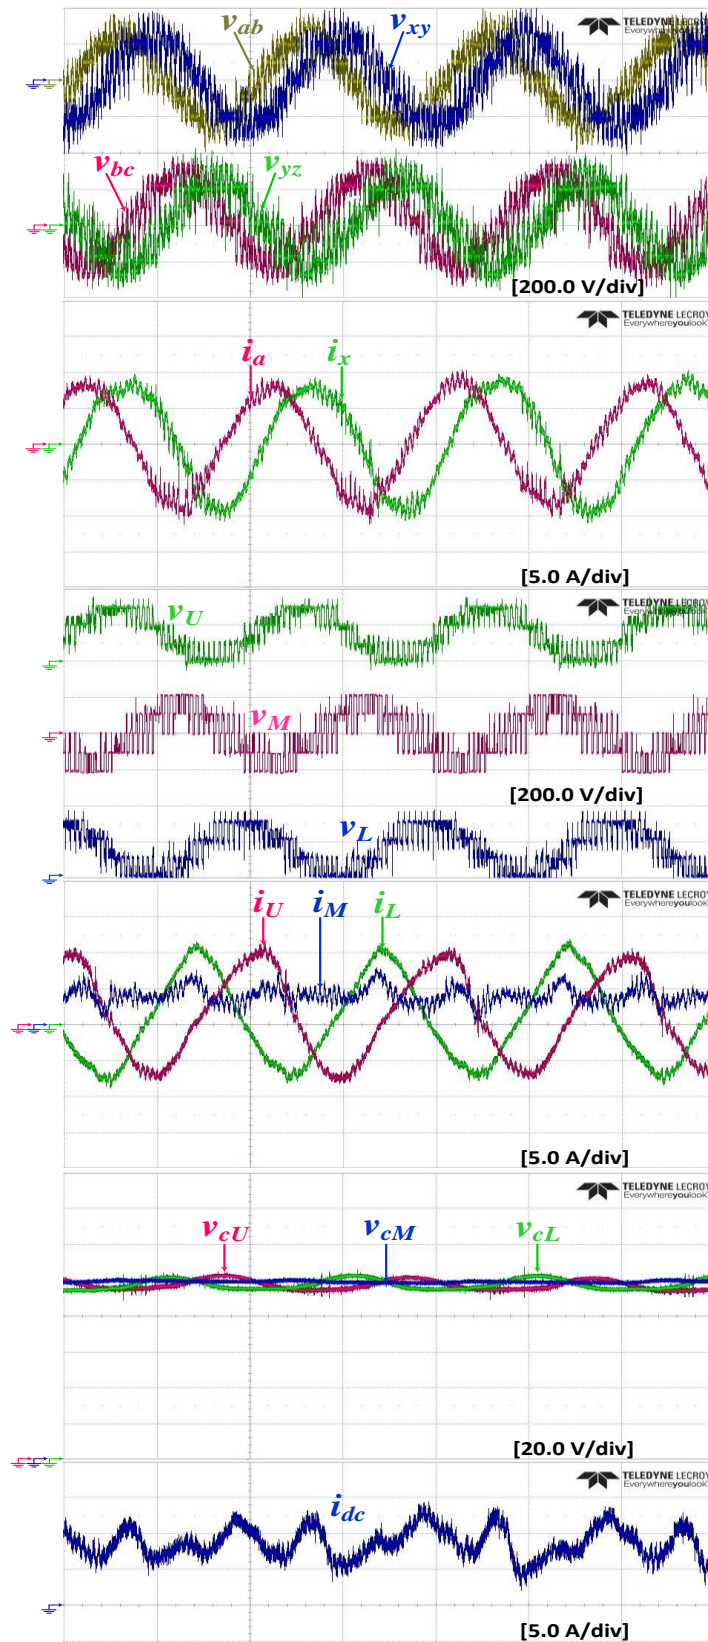 v_ab v_xy TELEDYNE LECROY
Everywhereyoulook
v_bc v_yz
[200.0 V/div]
TELEDYNE LECROY
Everywhereyoulook
i_a i_x
[5.0 A/div]
TELEDYNE LECROY
Everywhereyoulook
v_U
v_M
[200.0 V/div]
v_L
TELEDYNE LECROY
Everywhereyoulook
i_U i_M i_L
[5.0 A/div]
TELEDYNE LECROY
Everywhereyoulook
v_cU v_cM v_cL
[20.0 V/div]
TELEDYNE LECROY
Everywhereyoulook
i_dc
[5.0 A/div]